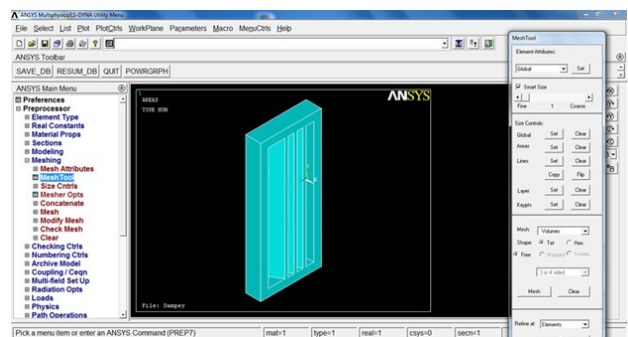 ANSYS Multiphysics/LS-DYNA Utility Menu
File Select List Plot PlotCtrls WorkPlane Parameters Macro MenuCtrls Help
ANSYS Toolbar
SAVE_DB RESUM_DB QUIT POWRGRPH
ANSYS Main Menu
Preferences
Preprocessor
Element Type
Real Constants
Material Props
Sections
Modeling
Meshing
Mesh Attributes
MeshTool
Size Cntrls
Mesher Opts
Concatenate
Mesh
Modify Mesh
Check Mesh
Clear
Checking Ctrls
Numbering Ctrls
Archive Model
Coupling / Ceqn
Multi-field Set Up
Radiation Opts
Loads
Physics
Path Operations
1
AREAS
TYPE NUM
ANSYS
X
File: Damper
MeshTool
Element Attributes:
Global Set
Smart Size
Fine 1 Coarse
Size Controls:
Global Set Clear
Areas Set Clear
Lines Set Clear
Copy Flip
Layer Set Clear
Keypts Set Clear
Mesh: Volumes
Shape: Tet Hex
Free Mapped Sweep
3 or 4 sided
Mesh Clear
Refine at: Elements
Pick a menu item or enter an ANSYS Command (PREP7) mat=1 type=1 real=1 csys=0 secn=1